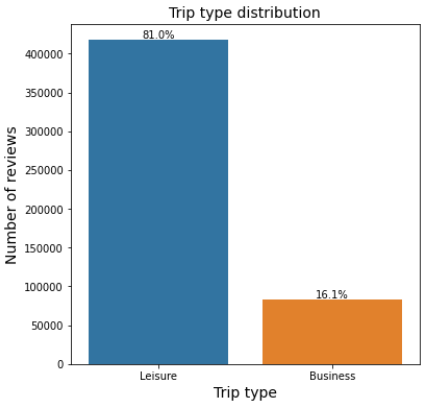 Trip type distribution
81.0%
16.1%
400000
350000
300000
250000
200000
150000
100000
50000
0
Number of reviews
Leisure Business
Trip type